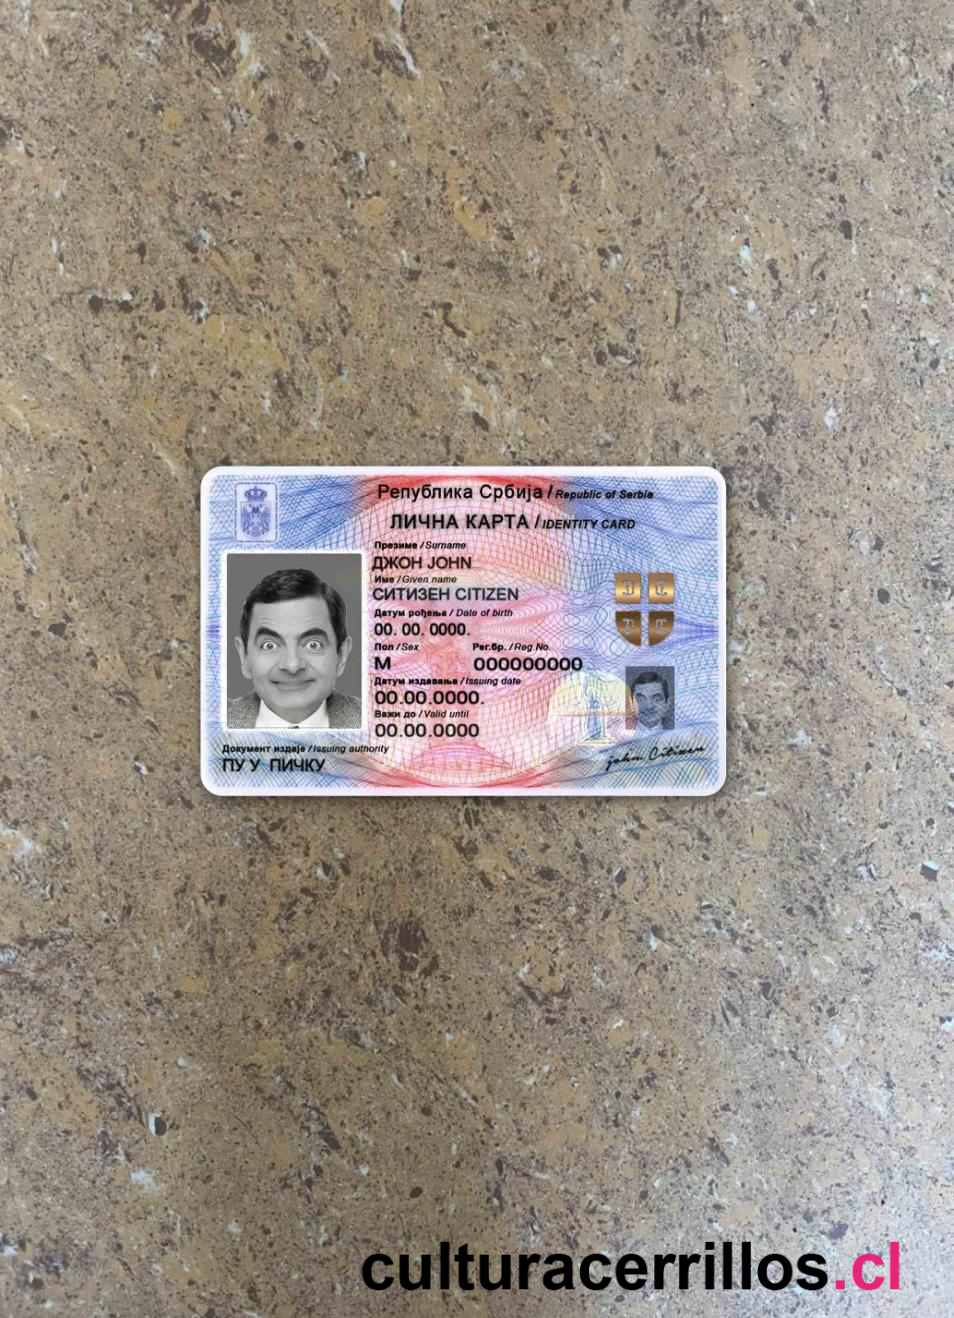 Република Србија / Republic of Serbia
ЛИЧНА КАРТА / IDENTITY CARD
Презиме / Surname
ДЖОН JOHN
Име / Given name
СИТИЗЕН CITIZEN
Датум рођења / Date of birth
00. 00. 0000.
Пол / Sex Рег.бр. / Reg.No.
M 000000000
Датум издавања / Issuing date
00.00.0000.
Важи до / Valid until
00.00.0000
Документ издаје / Issuing authority
ПУ У ПИЧКУ
john Citizen
culturacerrillos.cl